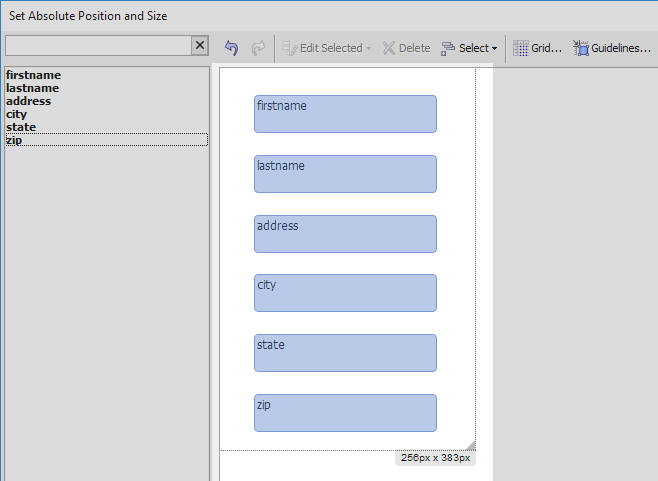 Set Absolute Position and Size
Edit Selected Delete Select Grid... Guidelines...
firstname
lastname
address
city
state
zip
firstname
lastname
address
city
state
zip
256px x 383px